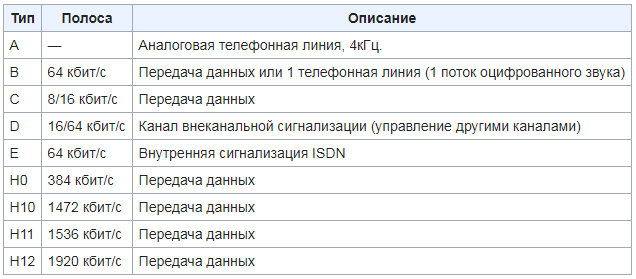 Тип Полоса Описание
A — Аналоговая телефонная линия, 4кГц.
B 64 кбит/с Передача данных или 1 телефонная линия (1 поток оцифрованного звука)
C 8/16 кбит/с Передача данных
D 16/64 кбит/с Канал внеканальной сигнализации (управление другими каналами)
E 64 кбит/с Внутренняя сигнализация ISDN
H0 384 кбит/с Передача данных
H10 1472 кбит/с Передача данных
H11 1536 кбит/с Передача данных
H12 1920 кбит/с Передача данных